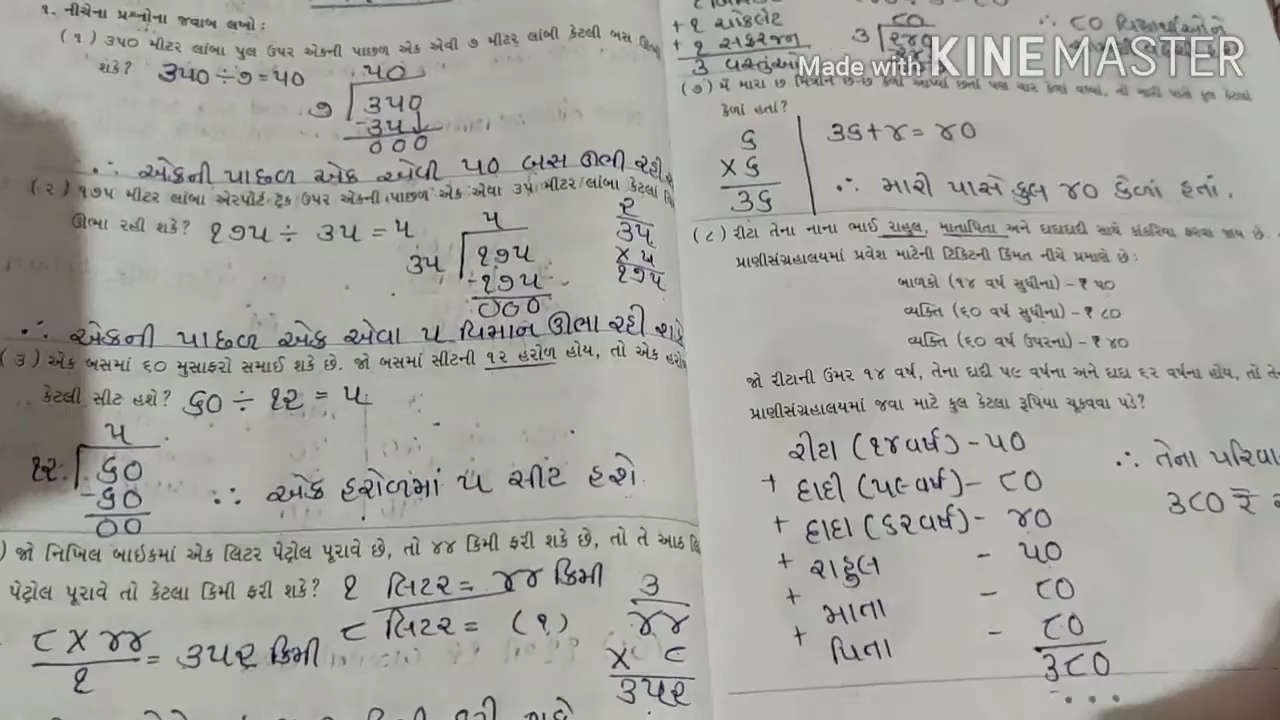 ૧. નીચેના પ્રશ્નોના જવાબ લખો :
(૧) ૩૫૦ મીટર લાંબા પુલ ઉપર એકની પાછળ એક એવી ૭ મીટર લાંબી કેટલી બસ
શકે? ૩૫૦ ÷ ૭ = ૫૦
૫૦
૭ ૩૫૦
-૩૫
૦૦૦
∴ એકની પાછળ એક એવી ૫૦ બસ ઊભી રહી
(૨) ૧૭૫ મીટર લાંબા એરપોર્ટ ટ્રેક ઉપર એકની પાછળ એક એવા ૩૫ મીટર લાંબા કેટલા
ઊભા રહી શકે? ૧૭૫ ÷ ૩૫ = ૫
૫
૩૫ ૧૭૫
-૧૭૫
૦૦૦
૨
૩૫
x ૫
૧૭૫
∴ એકની પાછળ એક એવા ૫ વિમાન ઊભા રહી શકે
(૩) એક બસમાં ૬૦ મુસાફરો સમાઈ શકે છે. જો બસમાં સીટની ૧૨ હરોળ હોય, તો એક
કેટલી સીટ હશે? ૬૦ ÷ ૧૨ = ૫
૫
૧૨ ૬૦
-૬૦
૦૦
∴ એક હરોળમાં ૫ સીટ હશે.
) જો નિખિલ બાઇકમાં એક લિટર પેટ્રોલ પૂરાવે છે, તો ૪૪ કિમી ફરી શકે છે, તો તે આઠ
પેટ્રોલ પૂરાવે તો કેટલા કિમી ફરી શકે? ૧ લિટર = ૪૪ કિમી
૮ લિટર = (?)
૮ X ૪૪
૧
= ૩૫૨ કિમી
૩
૪૪
x ૮
૩૫૨
+ ૧ ચોકલેટ
+ ૧ સફરજન
૩ વસ્તુઓ
૮૦
૩ ૨૪૦
∴ ૮૦ વિદ્યાર્થીઓને
Made with KINEMASTER
(૭) મેં મારા
કેળાં હતાં?
૬
x ૬
૩૬
૩૬ + ૪ = ૪૦
∴ મારી પાસે કુલ ૪૦ કેળાં હતાં.
(૮) રીટા તેના નાના ભાઈ રાહુલ, માતાપિતા અને દાદાદાદી સાથે કાંકરિયા ફરવા જાય છે.
પ્રાણીસંગ્રહાલયમાં પ્રવેશ માટેની ટિકિટની કિંમત નીચે પ્રમાણે છે :
બાળકો (૧૪ વર્ષ સુધીના) - ₹ ૫૦
વ્યક્તિ (૬૦ વર્ષ સુધીના) - ₹ ૮૦
વ્યક્તિ (૬૦ વર્ષ ઉપરના) - ₹ ૪૦
જો રીટાની ઉંમર ૧૪ વર્ષ, તેના દાદી ૫૯ વર્ષના અને દાદા ૬૨ વર્ષના હોય, તો
પ્રાણીસંગ્રહાલયમાં જવા માટે કુલ કેટલા રૂપિયા ચૂકવવા પડે?
રીટા (૧૪ વર્ષ) - ૫૦
+ દાદી (૫૯ વર્ષ) - ૮૦
+ દાદા (૬૨ વર્ષ) - ૪૦
+ રાહુલ - ૫૦
+ માતા - ૮૦
+ પિતા - ૮૦
૩૮૦
∴ તેના
૩૮૦ રૂ